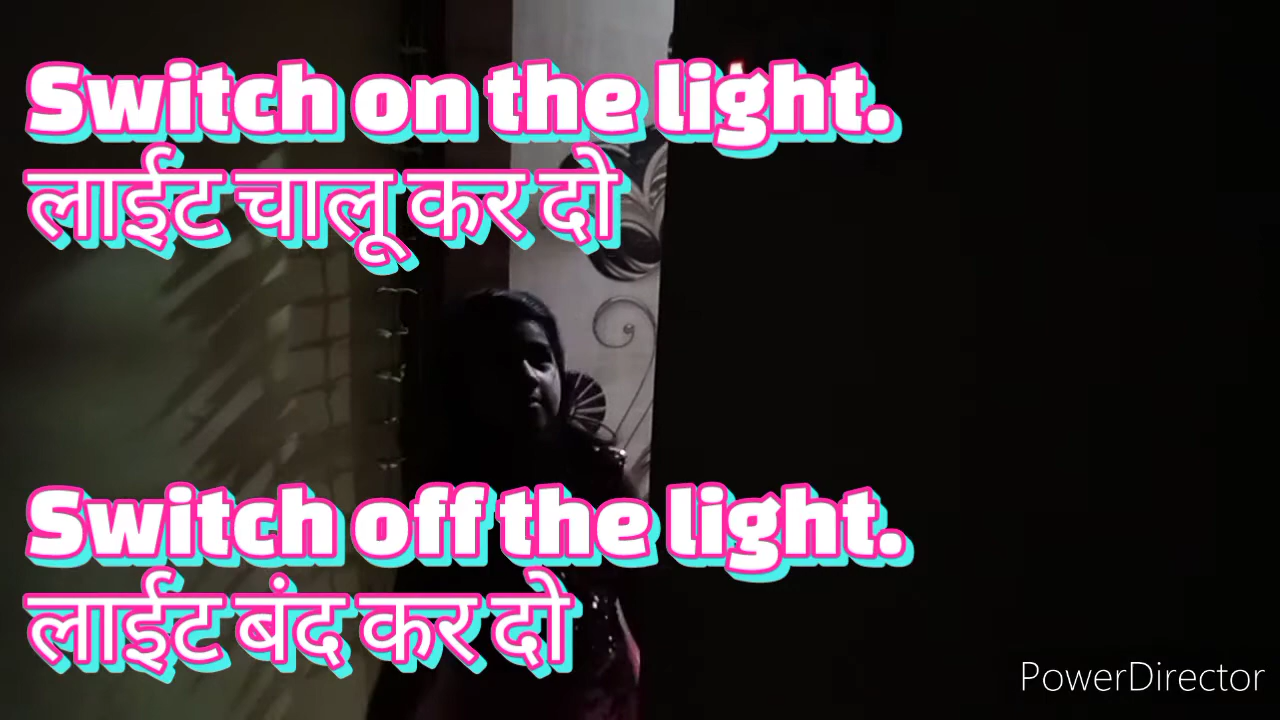 Switch on the light.
लाईट चालू कर दो
Switch off the light.
लाईट बंद कर दो
PowerDirector